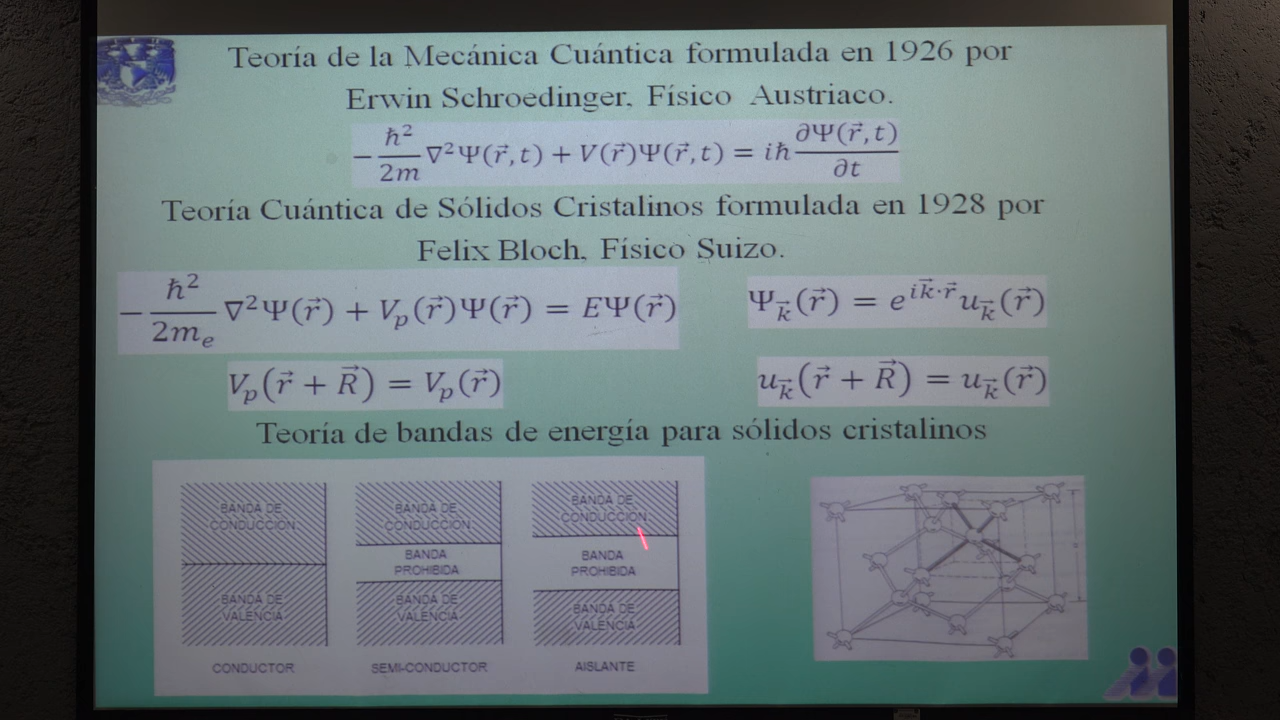 Teoría de la Mecánica Cuántica formulada en 1926 por
Erwin Schroedinger, Físico Austriaco.
−ℏ²/2m ∇²Ψ(r⃗,t) + V(r⃗)Ψ(r⃗,t) = iℏ ∂Ψ(r⃗,t)/∂t
Teoría Cuántica de Sólidos Cristalinos formulada en 1928 por
Felix Bloch, Físico Suizo.
−ℏ²/2mₑ ∇²Ψ(r⃗) + Vₚ(r⃗)Ψ(r⃗) = EΨ(r⃗)
Ψ_k⃗(r⃗) = e^{ik⃗·r⃗}u_k⃗(r⃗)
Vₚ(r⃗ + R⃗) = Vₚ(r⃗)
u_k⃗(r⃗ + R⃗) = u_k⃗(r⃗)
Teoría de bandas de energía para sólidos cristalinos
BANDA DE
CONDUCCION
BANDA DE
VALENCIA
CONDUCTOR
BANDA DE
CONDUCCION
BANDA
PROHIBIDA
BANDA DE
VALENCIA
SEMI-CONDUCTOR
BANDA DE
CONDUCCION
BANDA
PROHIBIDA
BANDA DE
VALENCIA
AISLANTE